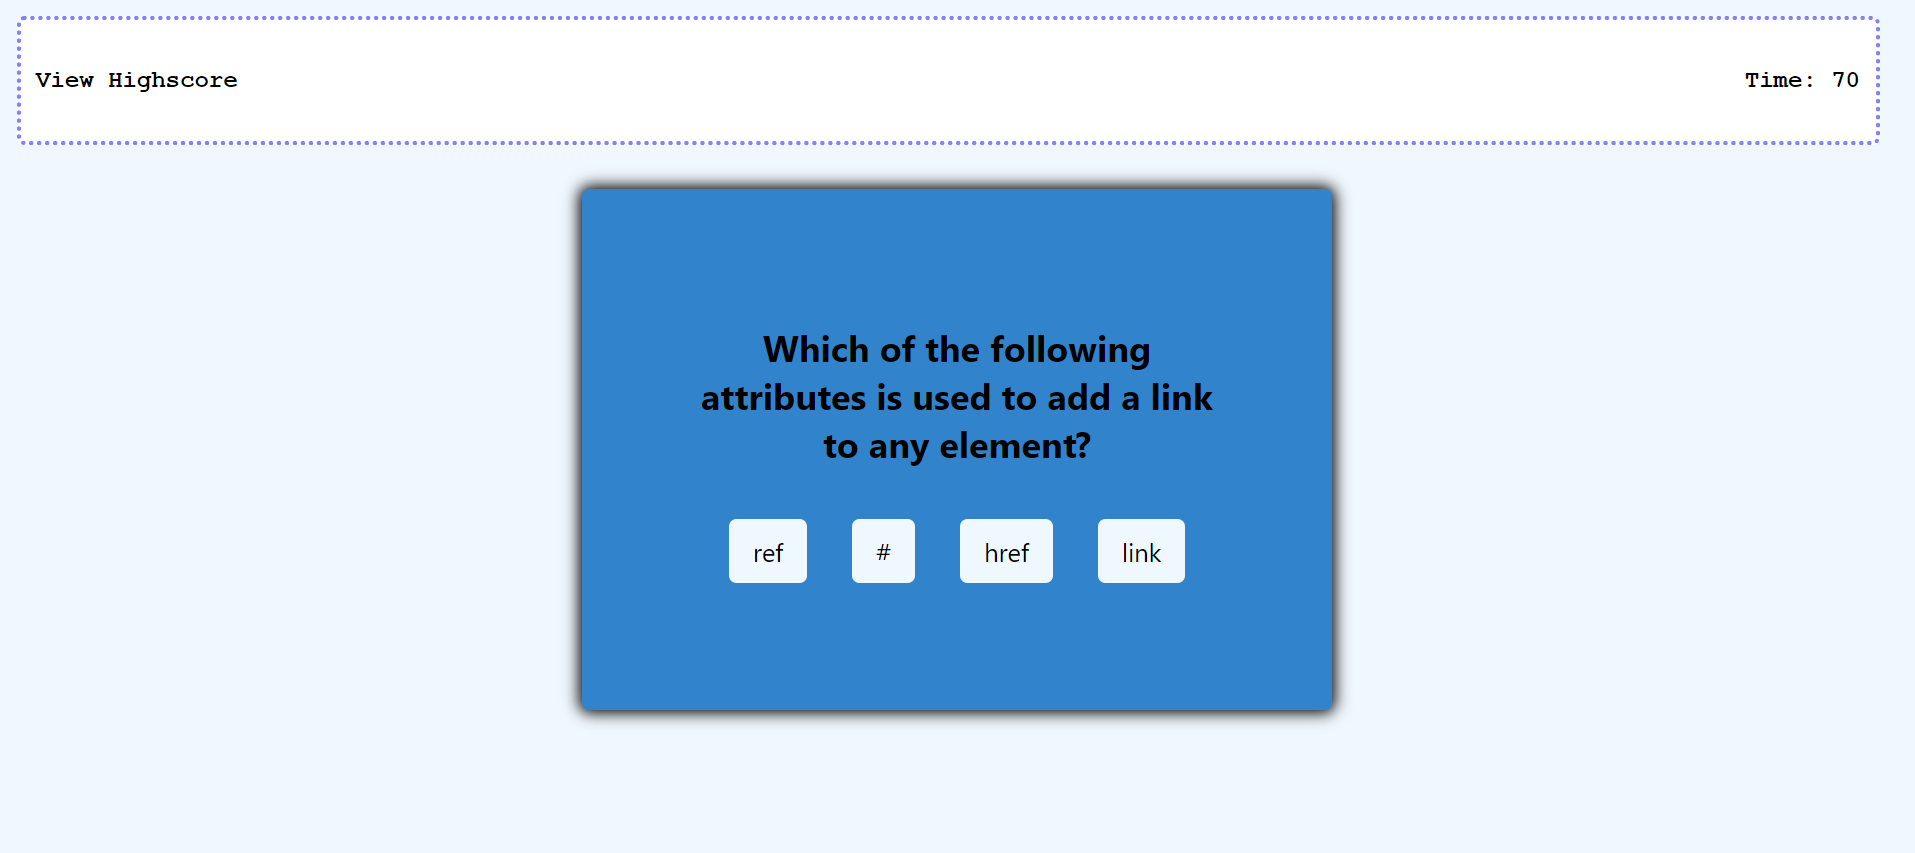 View Highscore
Time: 70
Which of the following
attributes is used to add a link
to any element?
ref
#
href
link